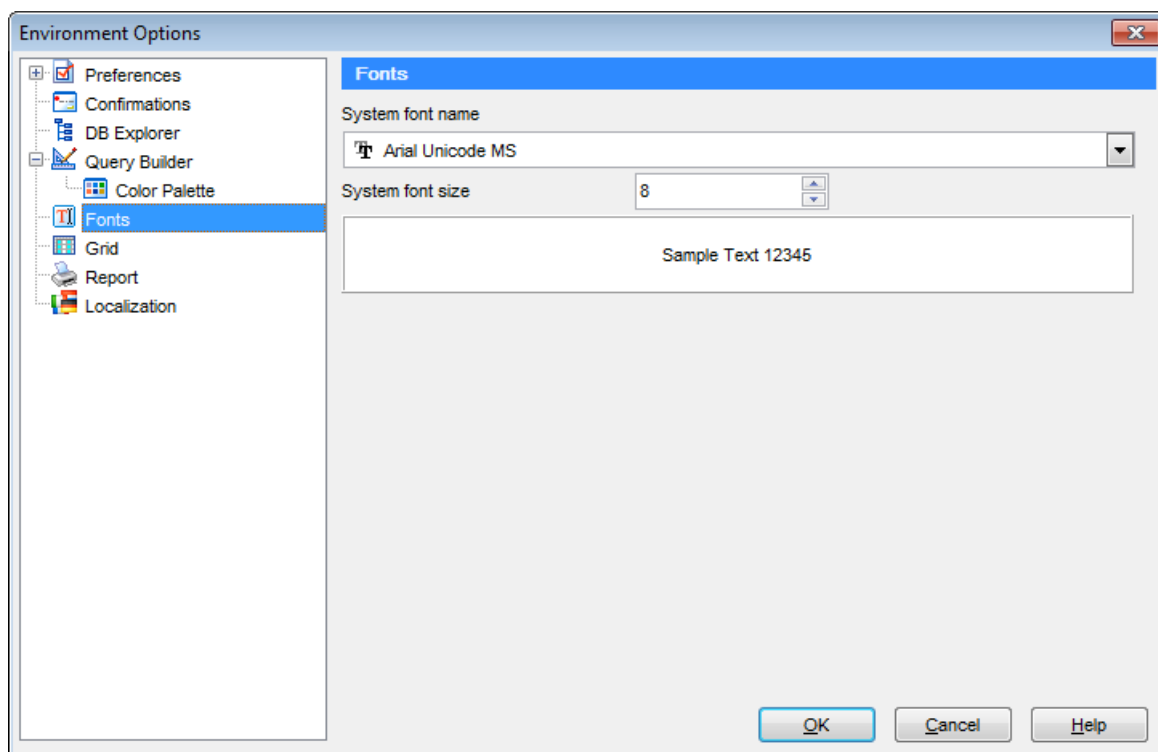 Environment Options
Preferences
Confirmations
DB Explorer
Query Builder
Color Palette
Fonts
Grid
Report
Localization
Fonts
System font name
Arial Unicode MS
System font size 8
Sample Text 12345
OK Cancel Help